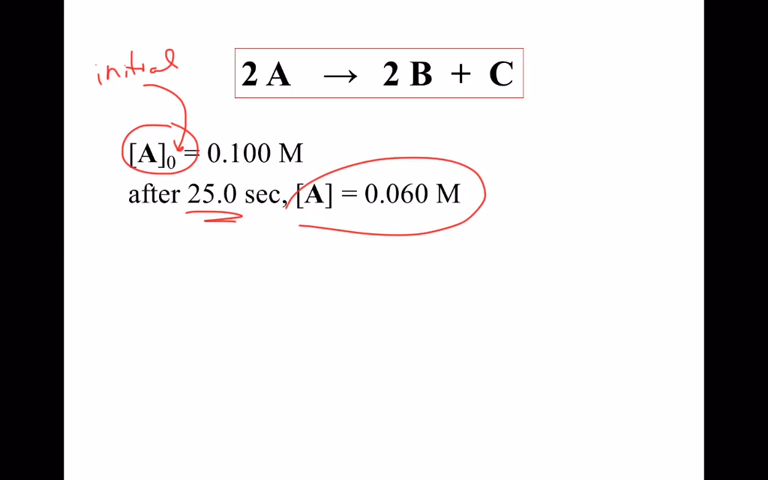 initial
2 A → 2 B + C
[A]₀ = 0.100 M
after 25.0 sec, [A] = 0.060 M